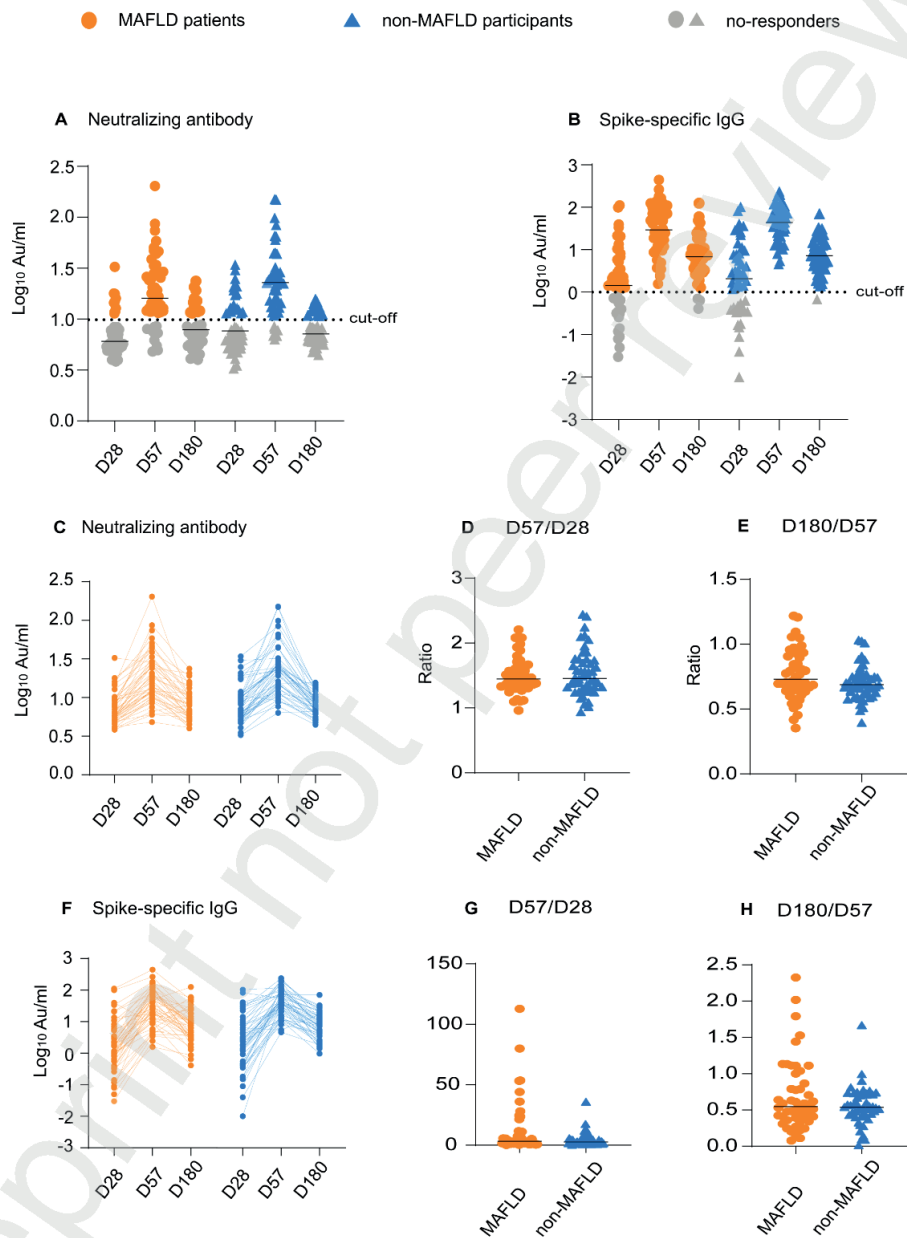 MAFLD patients non-MAFLD participants no-responders
A Neutralizing antibody
Log10 Au/ml
2.5
2.0
1.5
1.0
0.5
0.0
cut-off
D28 D57 D180 D28 D57 D180
B Spike-specific IgG
Log10 Au/ml
3
2
1
0
-1
-2
-3
cut-off
D28 D57 D180 D28 D57 D180
C Neutralizing antibody
Log10 Au/ml
2.5
2.0
1.5
1.0
0.5
0.0
D28 D57 D180 D28 D57 D180
D D57/D28
Ratio
3
2
1
0
MAFLD non-MAFLD
E D180/D57
Ratio
1.5
1.0
0.5
0.0
MAFLD non-MAFLD
F Spike-specific IgG
Log10 Au/ml
3
2
1
0
-1
-2
-3
D28 D57 D180 D28 D57 D180
G D57/D28
150
100
50
0
MAFLD non-MAFLD
H D180/D57
2.5
2.0
1.5
1.0
0.5
0.0
MAFLD non-MAFLD
print not peer review